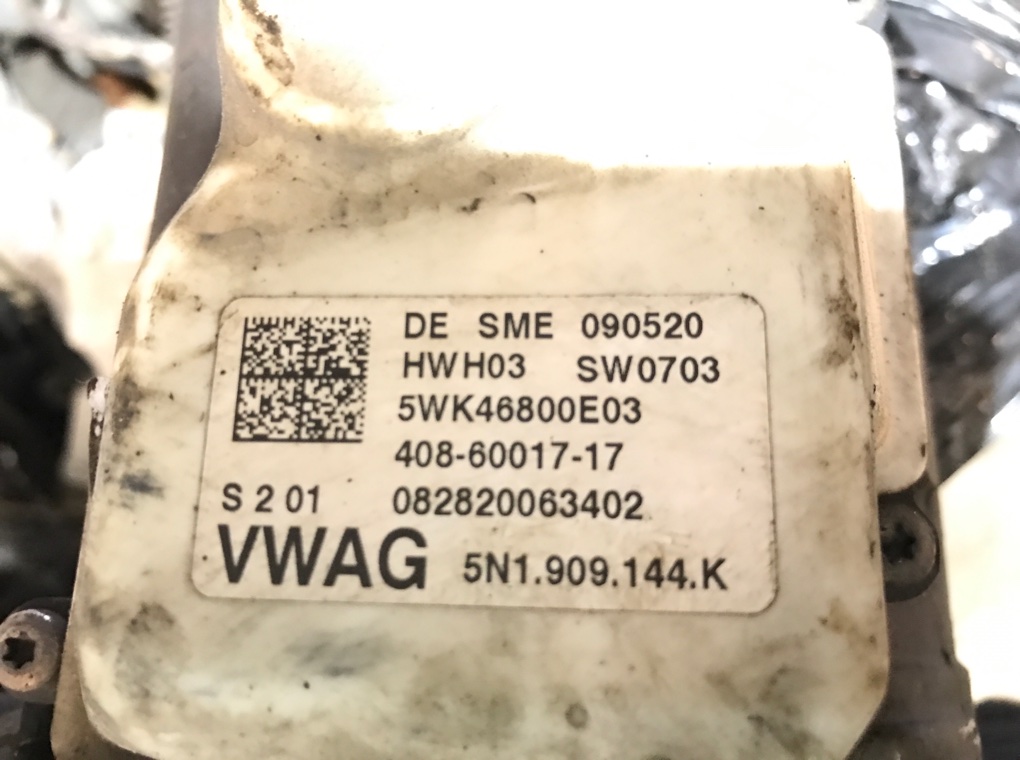 DE SME 090520
HWH03 SW0703
5WK46800E03
408-60017-17
S 2 01 082820063402
VWAG 5N1.909.144.K